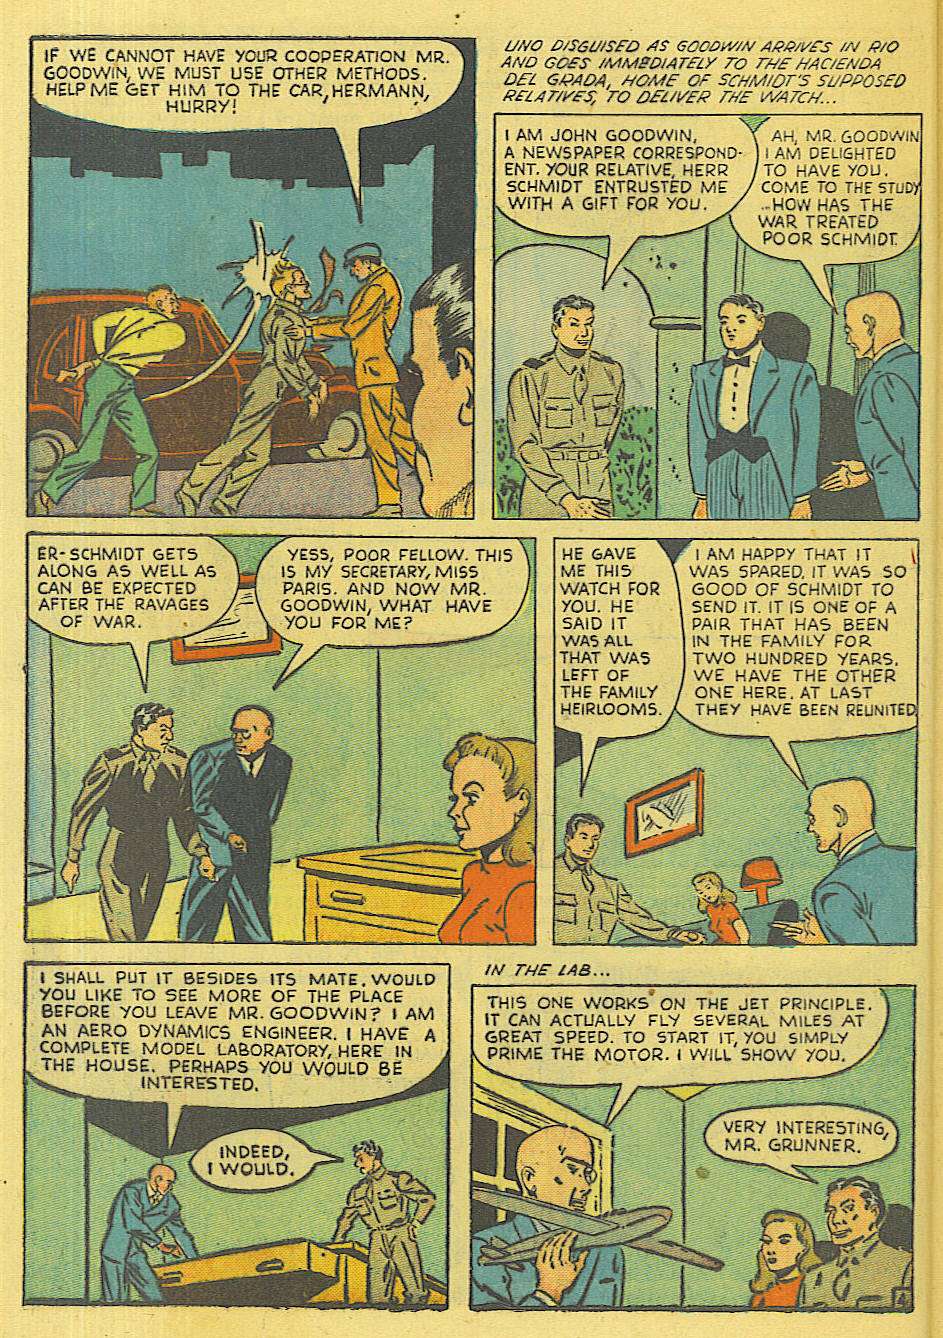 IF WE CANNOT HAVE YOUR COOPERATION MR.
GOODWIN, WE MUST USE OTHER METHODS.
HELP ME GET HIM TO THE CAR, HERMANN,
HURRY!
UNO DISGUISED AS GOODWIN ARRIVES IN RIO
AND GOES IMMEDIATELY TO THE HACIENDA
DEL GRADA, HOME OF SCHMIDT'S SUPPOSED
RELATIVES, TO DELIVER THE WATCH...
I AM JOHN GOODWIN,
A NEWSPAPER CORRESPOND-
ENT. YOUR RELATIVE, HERR
SCHMIDT ENTRUSTED ME
WITH A GIFT FOR YOU.
AH, MR. GOODWIN
I AM DELIGHTED
TO HAVE YOU.
COME TO THE STUDY
...HOW HAS THE
WAR TREATED
POOR SCHMIDT.
ER-SCHMIDT GETS
ALONG AS WELL AS
CAN BE EXPECTED
AFTER THE RAVAGES
OF WAR.
YESS, POOR FELLOW. THIS
IS MY SECRETARY, MISS
PARIS. AND NOW MR.
GOODWIN, WHAT HAVE
YOU FOR ME?
HE GAVE
ME THIS
WATCH FOR
YOU. HE
SAID IT
WAS ALL
THAT WAS
LEFT OF
THE FAMILY
HEIRLOOMS.
I AM HAPPY THAT IT
WAS SPARED. IT WAS SO
GOOD OF SCHMIDT TO
SEND IT. IT IS ONE OF A
PAIR THAT HAS BEEN
IN THE FAMILY FOR
TWO HUNDRED YEARS.
WE HAVE THE OTHER
ONE HERE. AT LAST
THEY HAVE BEEN REUNITED.
I SHALL PUT IT BESIDES ITS MATE. WOULD
YOU LIKE TO SEE MORE OF THE PLACE
BEFORE YOU LEAVE MR. GOODWIN? I AM
AN AERO DYNAMICS ENGINEER. I HAVE A
COMPLETE MODEL LABORATORY, HERE IN
THE HOUSE. PERHAPS YOU WOULD BE
INTERESTED.
INDEED,
I WOULD.
IN THE LAB...
THIS ONE WORKS ON THE JET PRINCIPLE.
IT CAN ACTUALLY FLY SEVERAL MILES AT
GREAT SPEED. TO START IT, YOU SIMPLY
PRIME THE MOTOR. I WILL SHOW YOU.
VERY INTERESTING,
MR. GRUNNER.
4